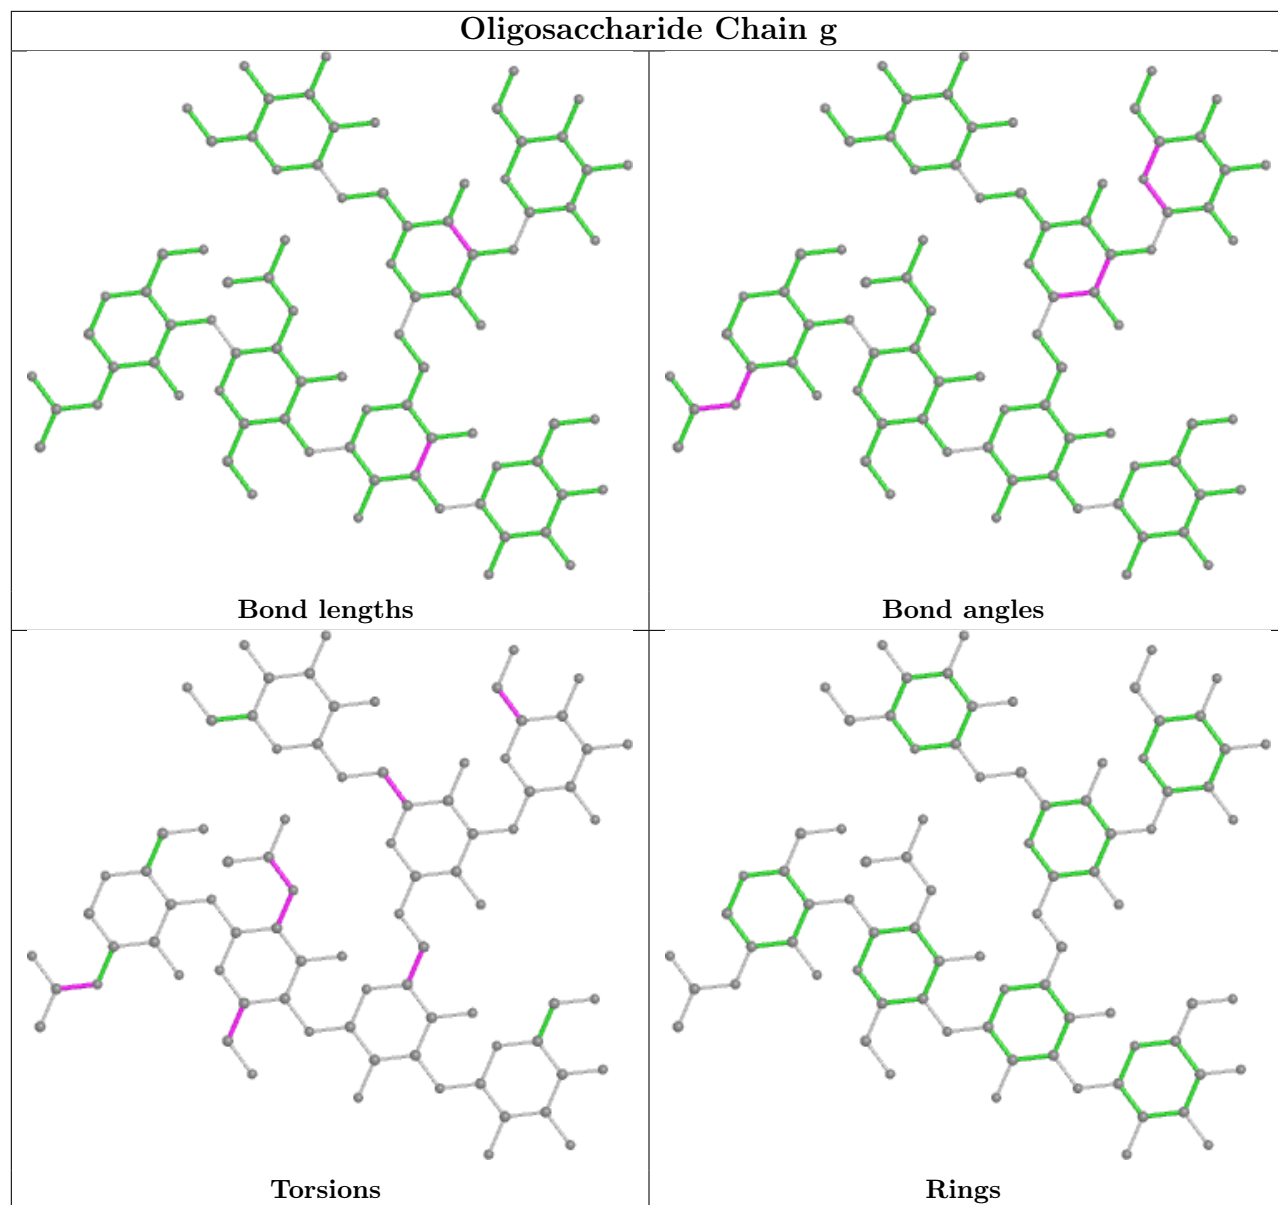 Oligosaccharide Chain g
Bond lengths
Bond angles
Torsions
Rings